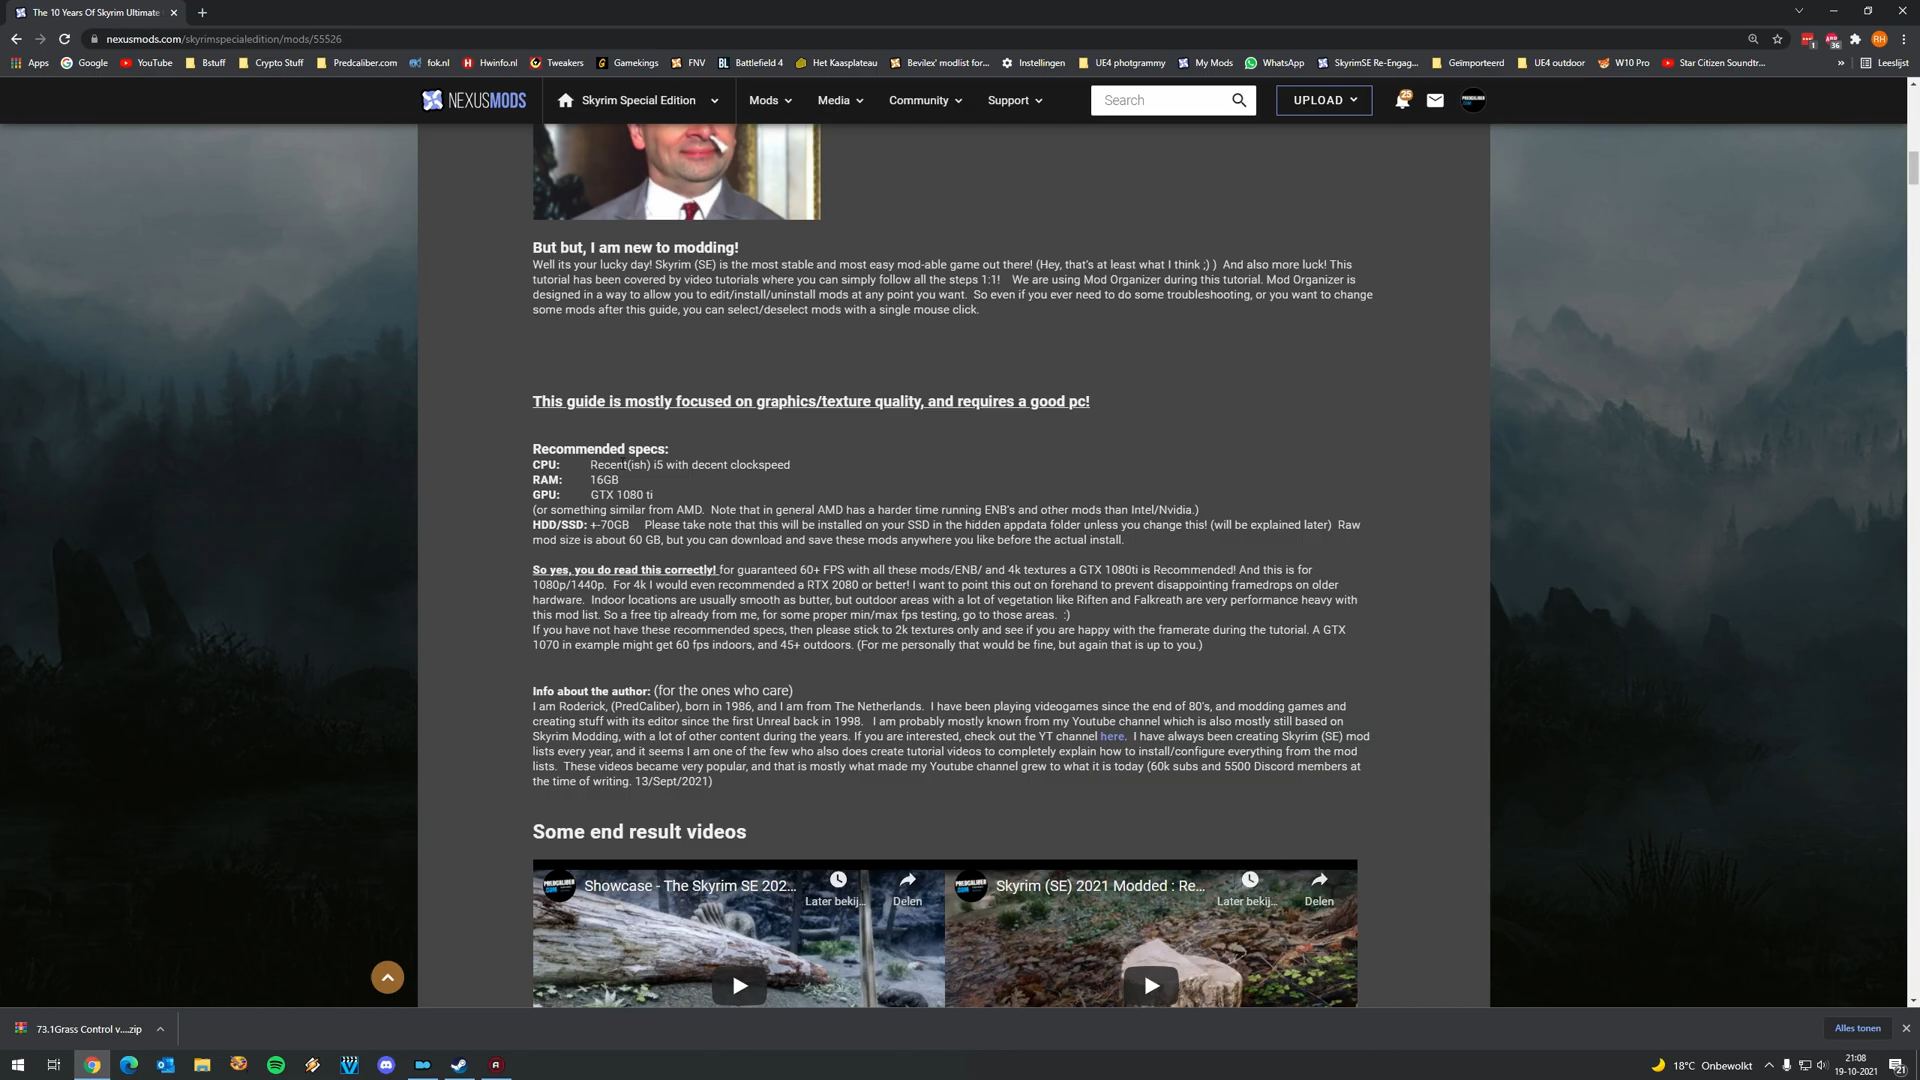 The 10 Years Of Skyrim Ultimate
nexusmods.com/skyrimspecialedition/mods/55526
Apps Google YouTube Bstuff Crypto Stuff Predcaliber.com fok.nl Hwinfo.nl Tweakers Gamekings FNV Battlefield 4 Het Kaasplateau Bevilex' modlist for... Instellingen UE4 photgrammy My Mods WhatsApp SkyrimSE Re-Engag... Geïmporteerd UE4 outdoor W10 Pro Star Citizen Soundtr... » Leeslijst
NEXUSMODS Skyrim Special Edition Mods Media Community Support Search UPLOAD 25
But but, I am new to modding!
Well its your lucky day! Skyrim (SE) is the most stable and most easy mod-able game out there! (Hey, that's at least what I think ;) ) And also more luck! This
tutorial has been covered by video tutorials where you can simply follow all the steps 1:1! We are using Mod Organizer during this tutorial. Mod Organizer is
designed in a way to allow you to edit/install/uninstall mods at any point you want. So even if you ever need to do some troubleshooting, or you want to change
some mods after this guide, you can select/deselect mods with a single mouse click.
This guide is mostly focused on graphics/texture quality, and requires a good pc!
Recommended specs:
CPU: Recent(ish) i5 with decent clockspeed
RAM: 16GB
GPU: GTX 1080 ti
(or something similar from AMD. Note that in general AMD has a harder time running ENB's and other mods than Intel/Nvidia.)
HDD/SSD: +-70GB Please take note that this will be installed on your SSD in the hidden appdata folder unless you change this! (will be explained later) Raw
mod size is about 60 GB, but you can download and save these mods anywhere you like before the actual install.
So yes, you do read this correctly! for guaranteed 60+ FPS with all these mods/ENB/ and 4k textures a GTX 1080ti is Recommended! And this is for
1080p/1440p. For 4k I would even recommended a RTX 2080 or better! I want to point this out on forehand to prevent disappointing framedrops on older
hardware. Indoor locations are usually smooth as butter, but outdoor areas with a lot of vegetation like Riften and Falkreath are very performance heavy with
this mod list. So a free tip already from me, for some proper min/max fps testing, go to those areas. :)
If you have not have these recommended specs, then please stick to 2k textures only and see if you are happy with the framerate during the tutorial. A GTX
1070 in example might get 60 fps indoors, and 45+ outdoors. (For me personally that would be fine, but again that is up to you.)
Info about the author: (for the ones who care)
I am Roderick, (PredCaliber), born in 1986, and I am from The Netherlands. I have been playing videogames since the end of 80's, and modding games and
creating stuff with its editor since the first Unreal back in 1998. I am probably mostly known from my Youtube channel which is also mostly still based on
Skyrim Modding, with a lot of other content during the years. If you are interested, check out the YT channel here. I have always been creating Skyrim (SE) mod
lists every year, and it seems I am one of the few who also does create tutorial videos to completely explain how to install/configure everything from the mod
lists. These videos became very popular, and that is mostly what made my Youtube channel grew to what it is today (60k subs and 5500 Discord members at
the time of writing. 13/Sept/2021)
Some end result videos
Showcase - The Skyrim SE 202... Later bekij... Delen
Skyrim (SE) 2021 Modded : Re... Later bekij... Delen
73.1Grass Control v....zip
Alles tonen
18°C Onbewolkt
21:08
19-10-2021
21